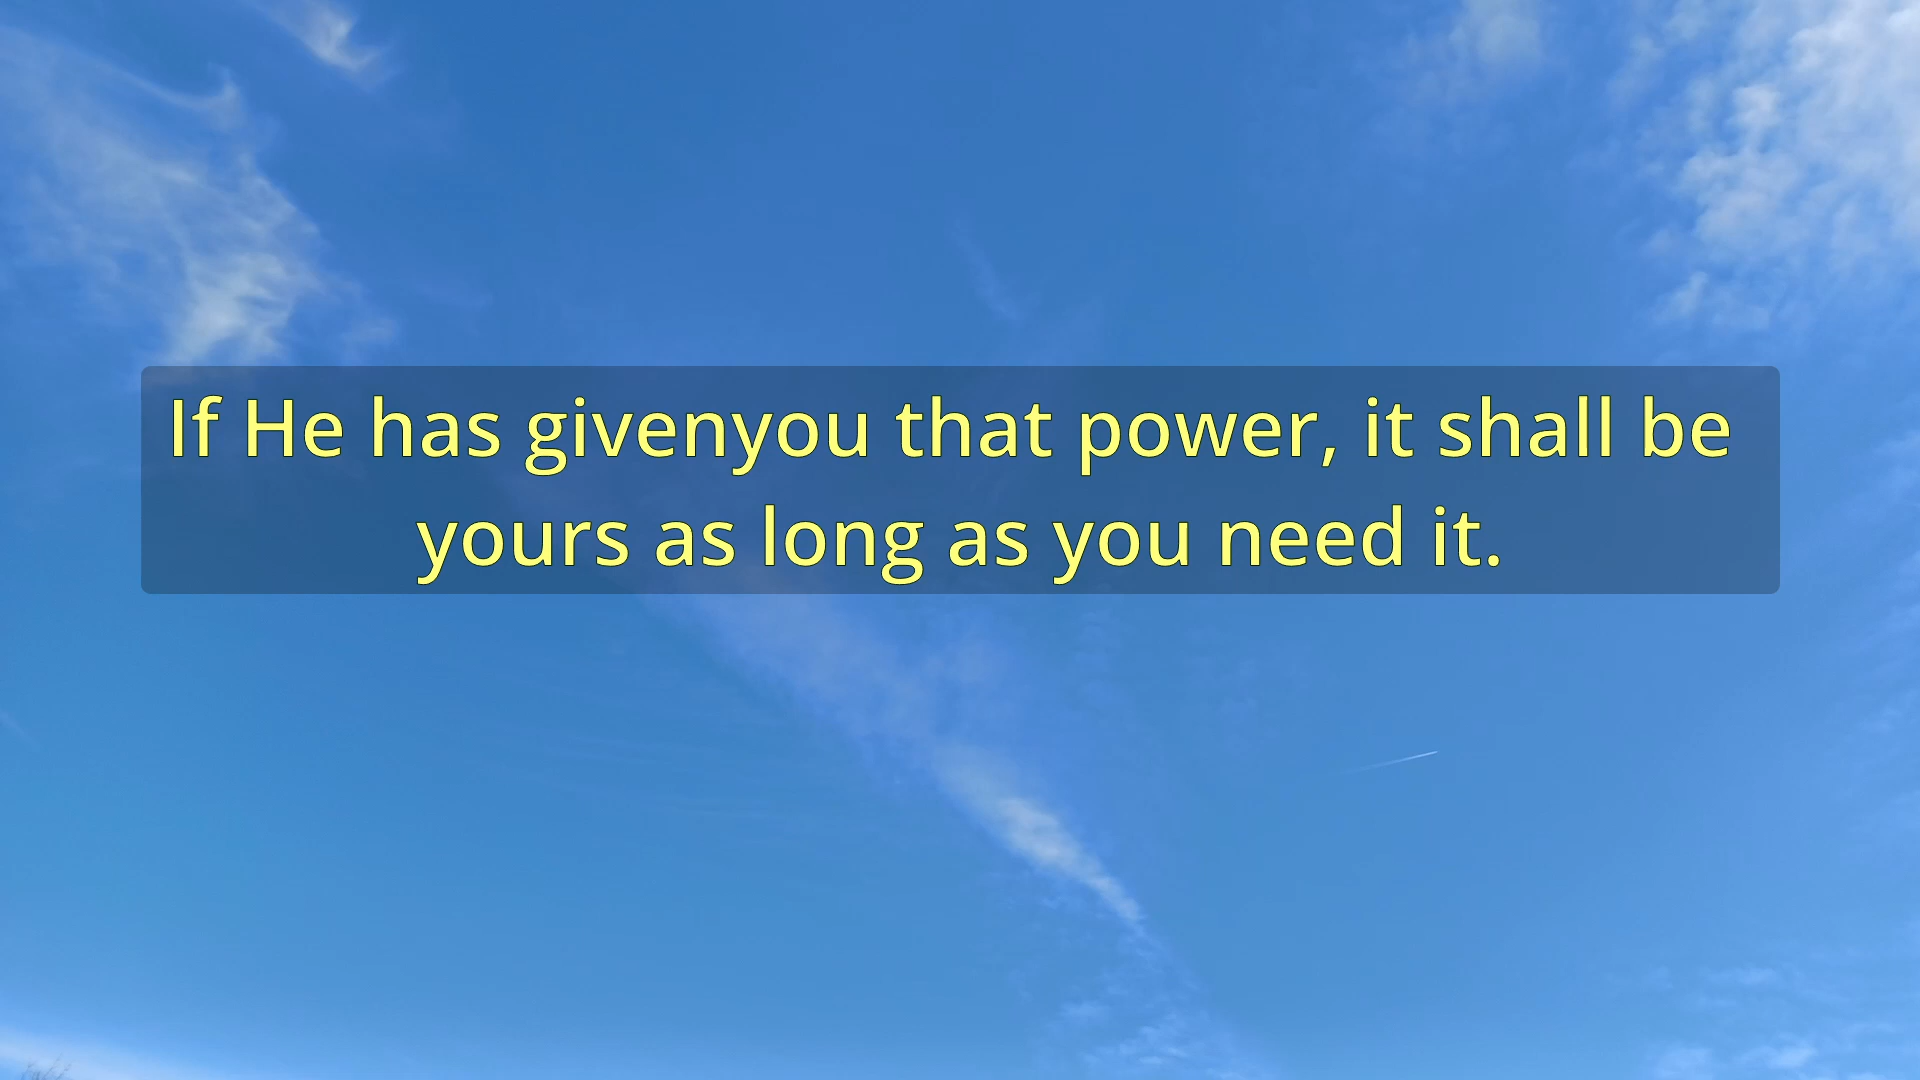 If He has givenyou that power, it shall be
yours as long as you need it.